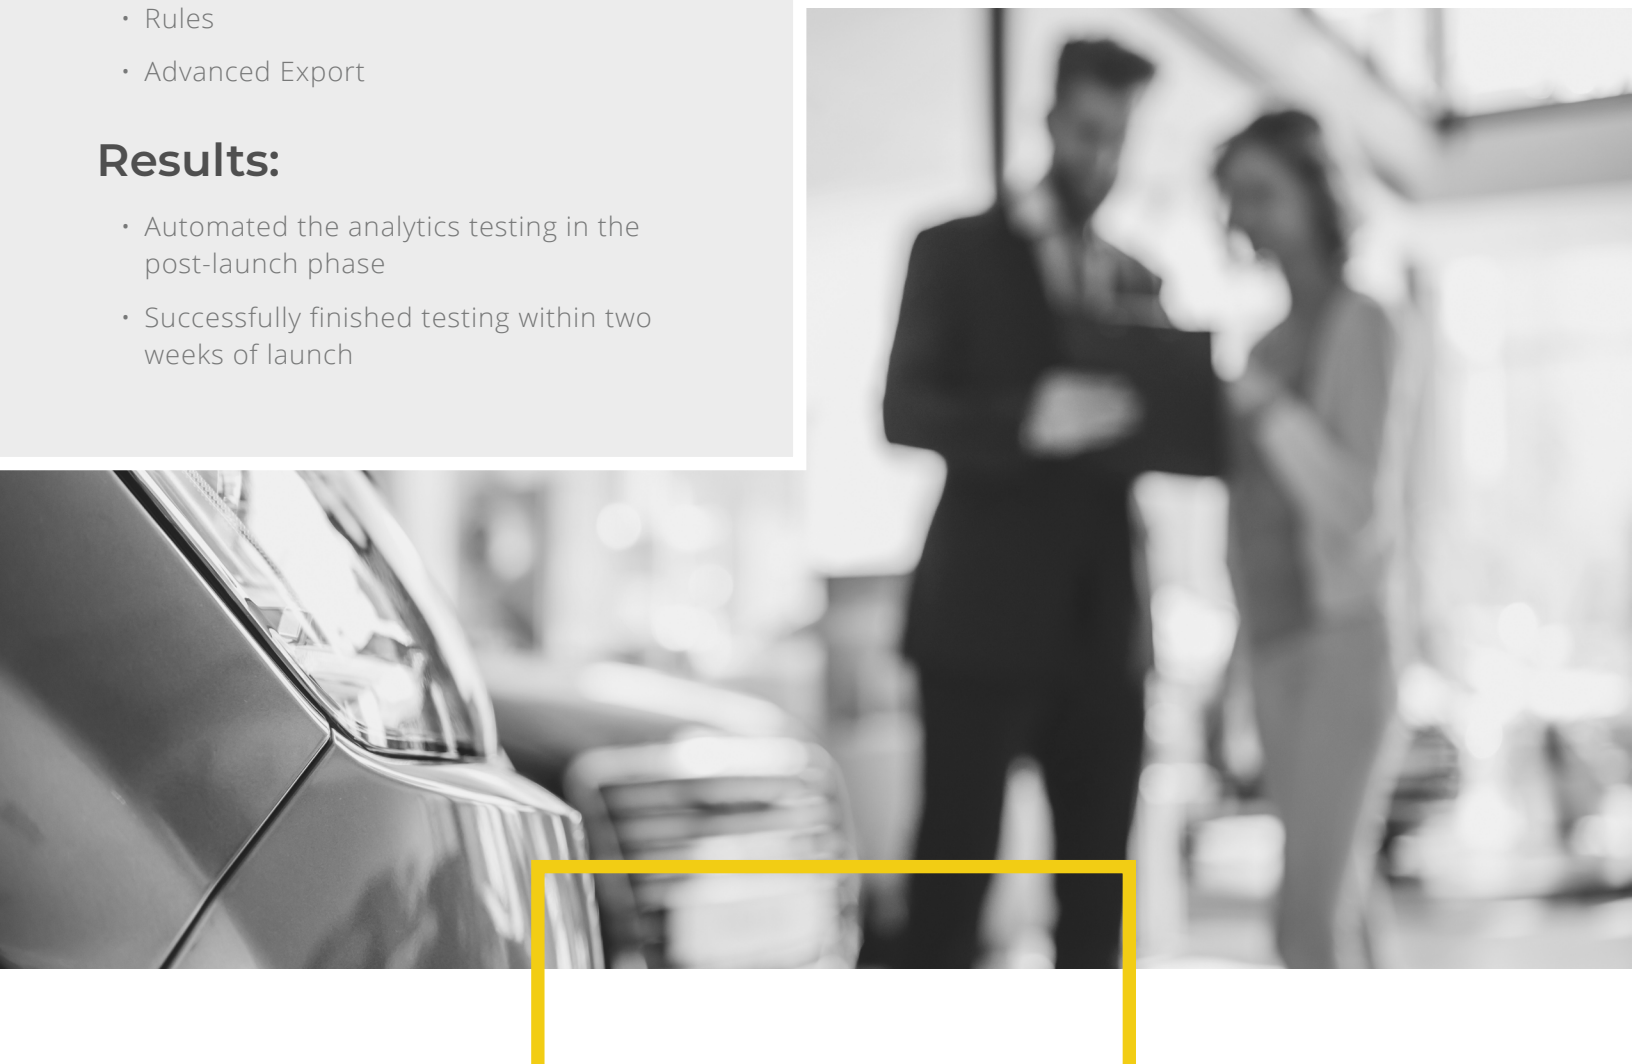 • Rules
• Advanced Export
Results:
• Automated the analytics testing in the
post-launch phase
• Successfully finished testing within two
weeks of launch